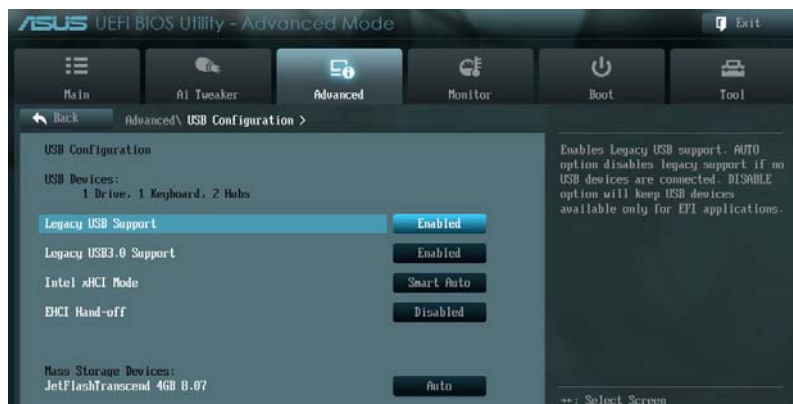 ASUS UEFI BIOS Utility - Advanced Mode
Exit
Main
Ai Tweaker
Advanced
Monitor
Boot
Tool
Back
Advanced\ USB Configuration >
USB Configuration
USB Devices:
1 Drive, 1 Keyboard, 2 Hubs
Legacy USB Support Enabled
Legacy USB3.0 Support Enabled
Intel xHCI Mode Smart Auto
EHCI Hand-off Disabled
Mass Storage Devices:
JetFlashTranscend 4GB 8.07 Auto
Enables Legacy USB support. AUTO
option disables legacy support if no
USB devices are connected. DISABLE
option will keep USB devices
available only for EFI applications.
→←: Select Screen